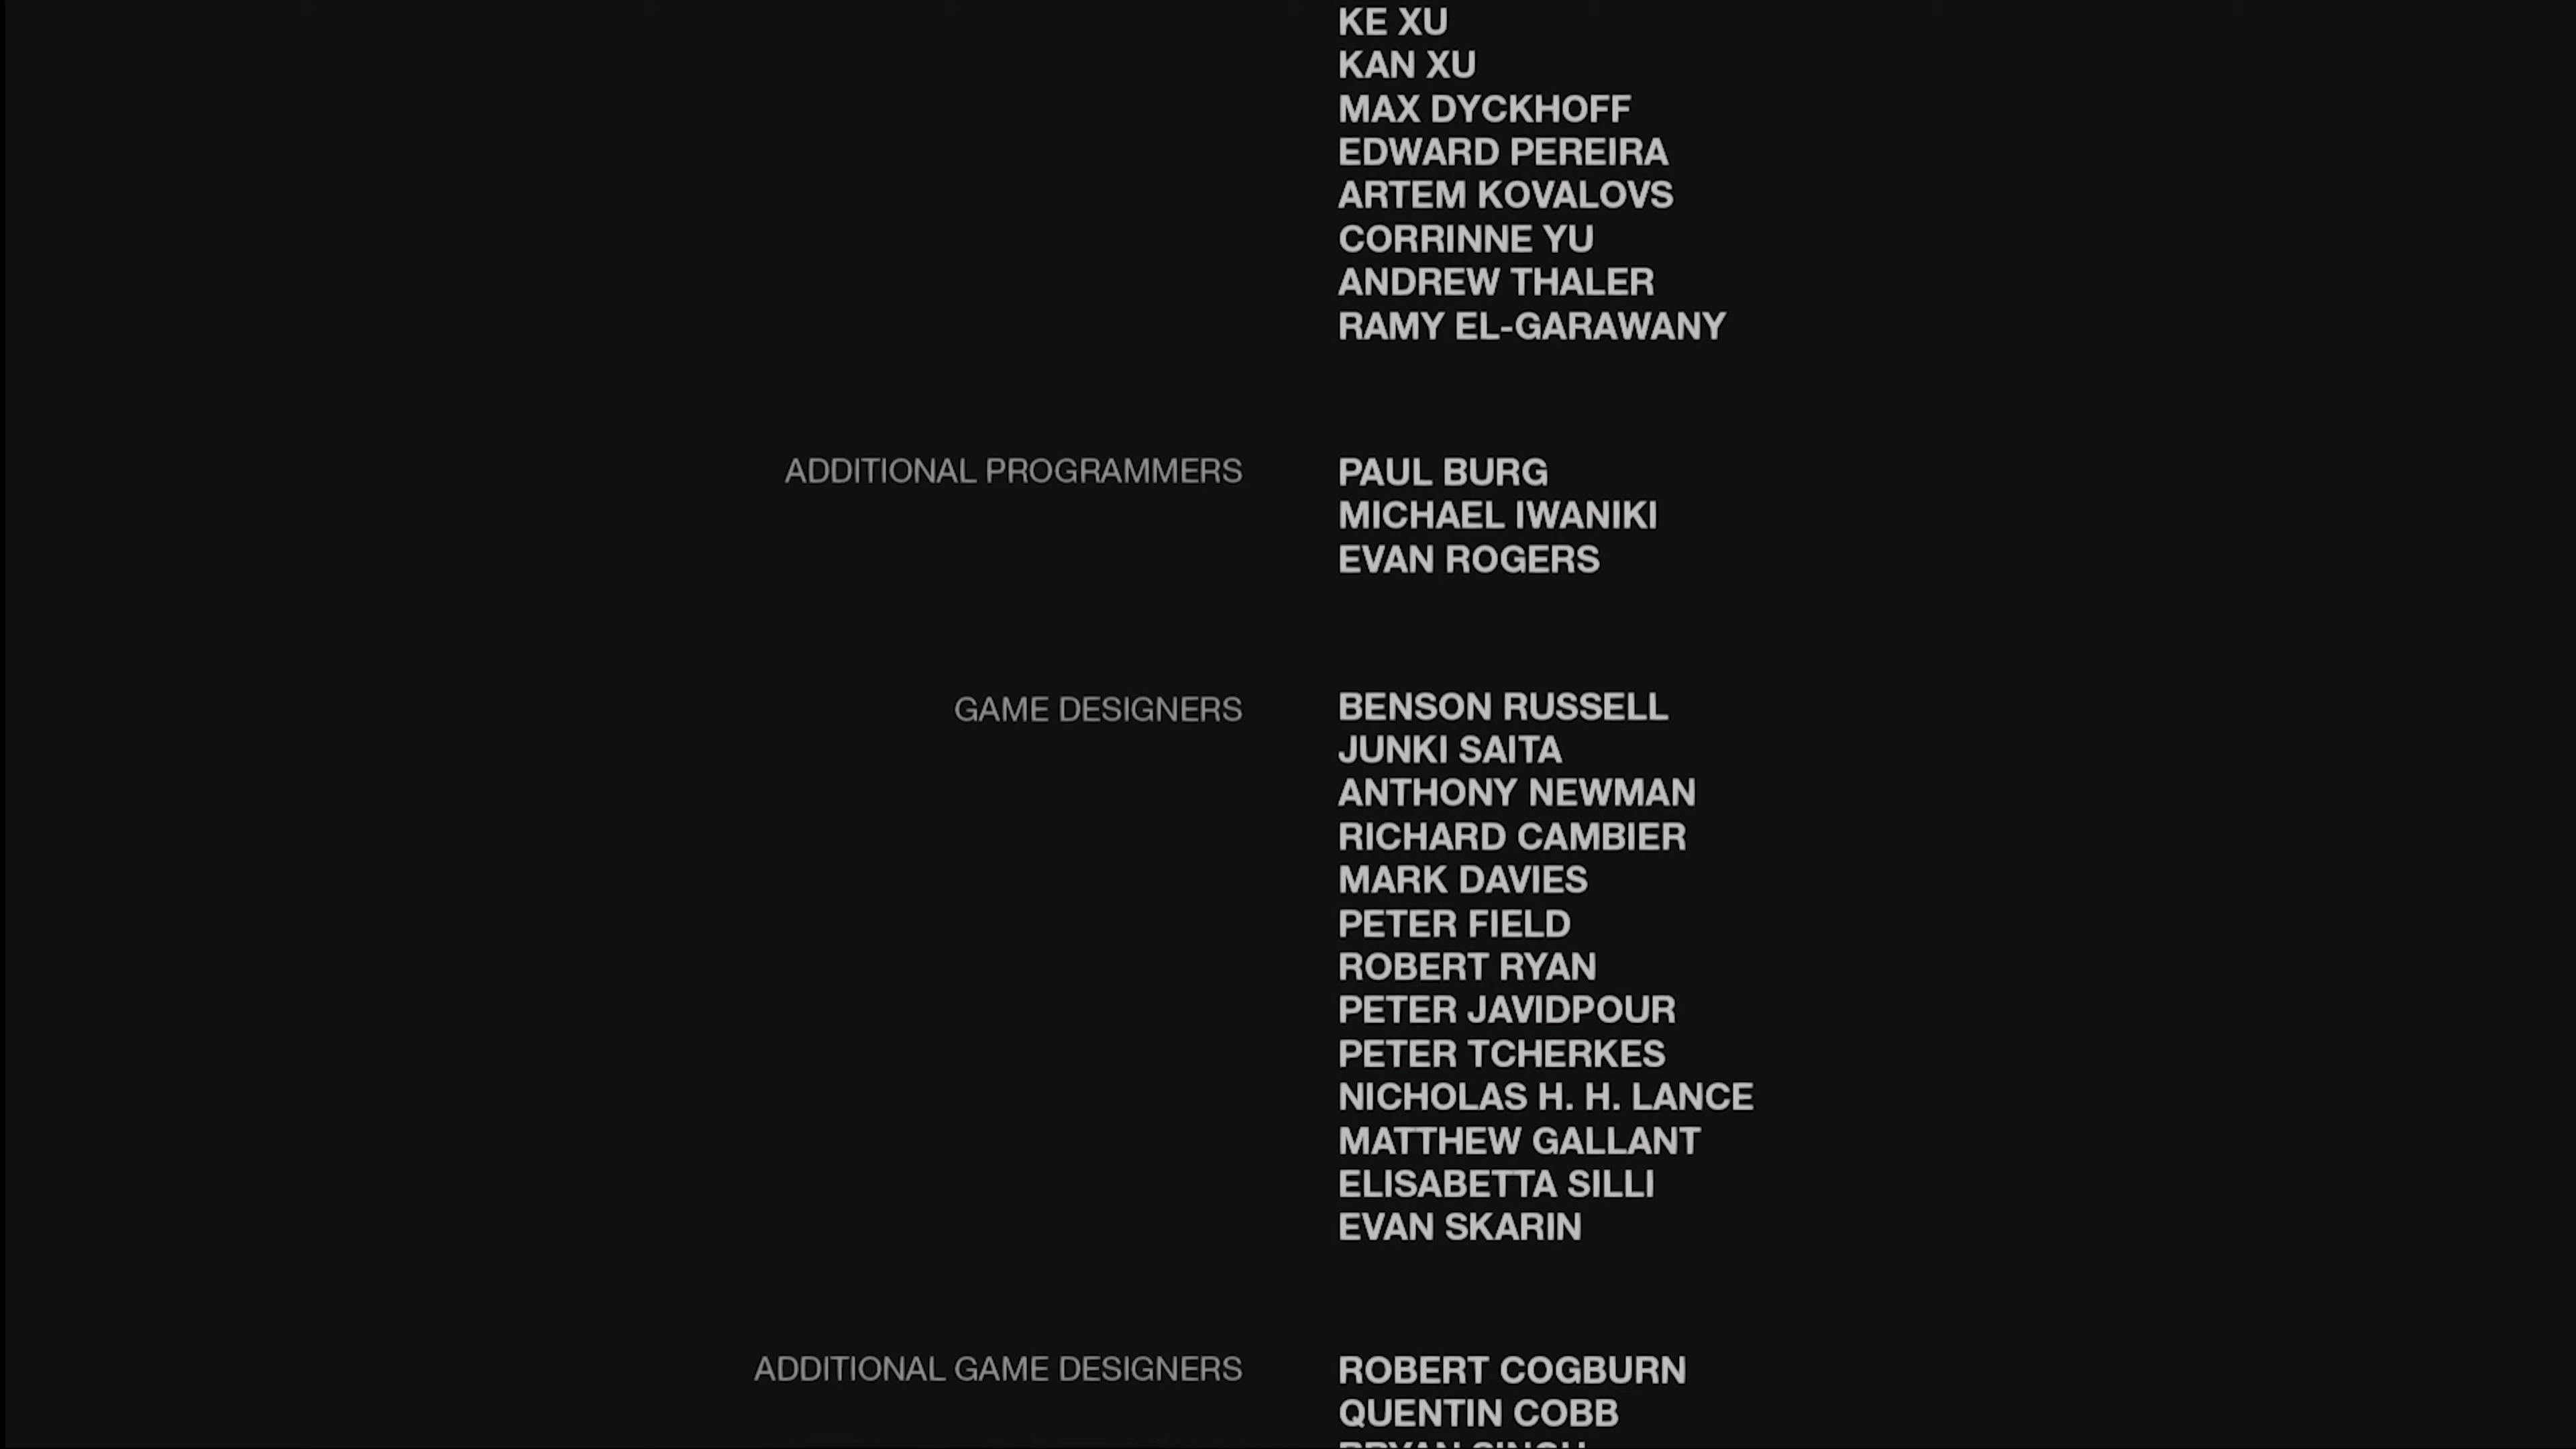 KE XU
KAN XU
MAX DYCKHOFF
EDWARD PEREIRA
ARTEM KOVALOVS
CORRINNE YU
ANDREW THALER
RAMY EL-GARAWANY
ADDITIONAL PROGRAMMERS PAUL BURG
MICHAEL IWANIKI
EVAN ROGERS
GAME DESIGNERS BENSON RUSSELL
JUNKI SAITA
ANTHONY NEWMAN
RICHARD CAMBIER
MARK DAVIES
PETER FIELD
ROBERT RYAN
PETER JAVIDPOUR
PETER TCHERKES
NICHOLAS H. H. LANCE
MATTHEW GALLANT
ELISABETTA SILLI
EVAN SKARIN
ADDITIONAL GAME DESIGNERS ROBERT COGBURN
QUENTIN COBB